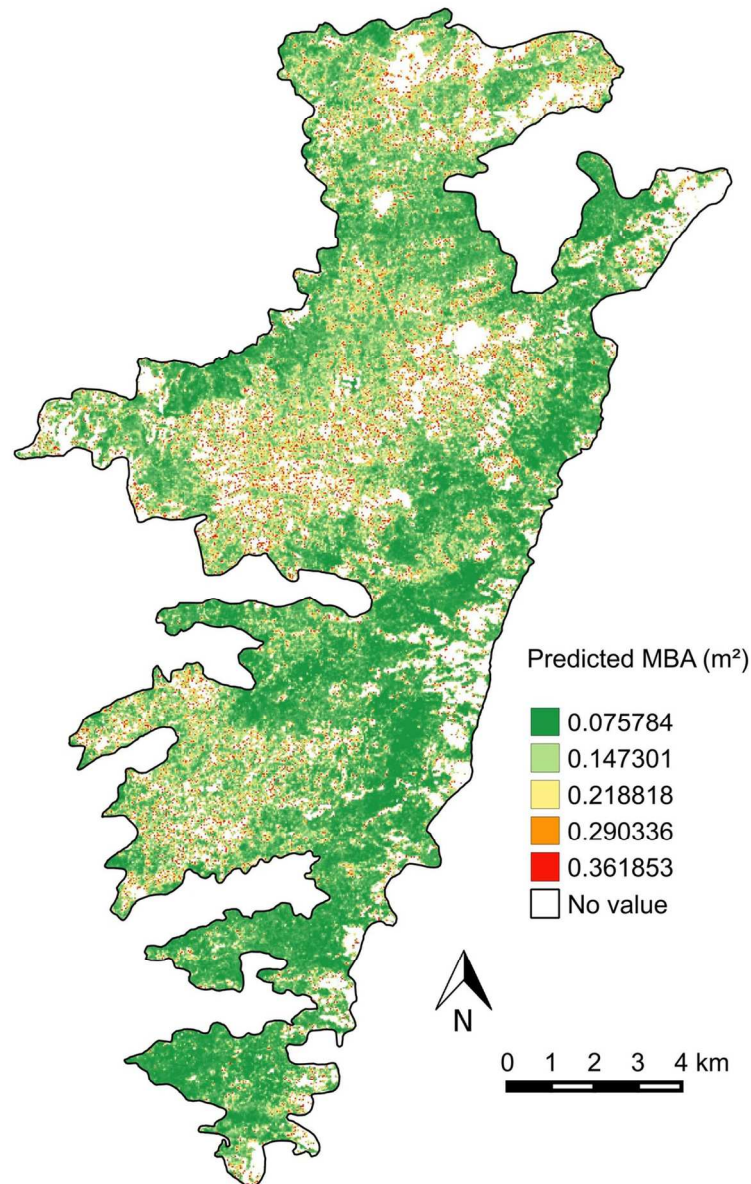 Predicted MBA (m²)
0.075784
0.147301
0.218818
0.290336
0.361853
No value
N
0 1 2 3 4 km